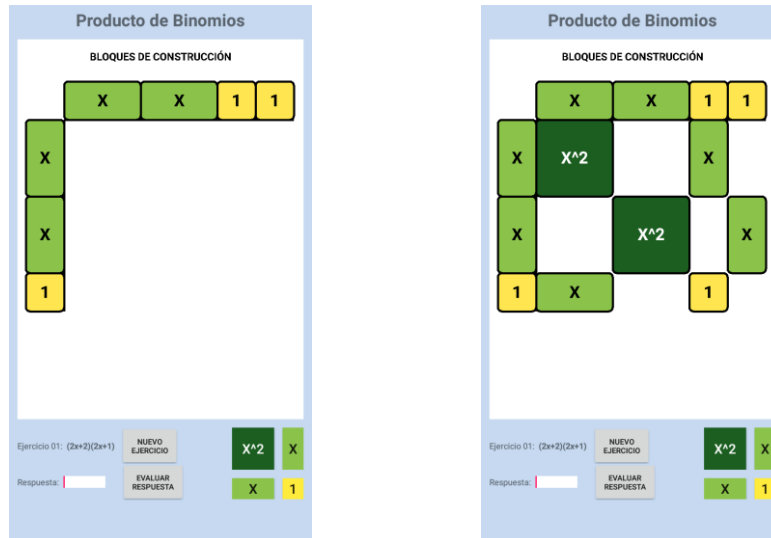 Producto de Binomios
BLOQUES DE CONSTRUCCIÓN
X X 1 1
X
X
1
Ejercicio 01: (2x+2)(2x+1)
NUEVO
EJERCICIO
X^2 X
Respuesta:
EVALUAR
RESPUESTA
X 1
Producto de Binomios
BLOQUES DE CONSTRUCCIÓN
X X 1 1
X X^2 X
X X^2 X
1 X 1
Ejercicio 01: (2x+2)(2x+1)
NUEVO
EJERCICIO
X^2 X
Respuesta:
EVALUAR
RESPUESTA
X 1